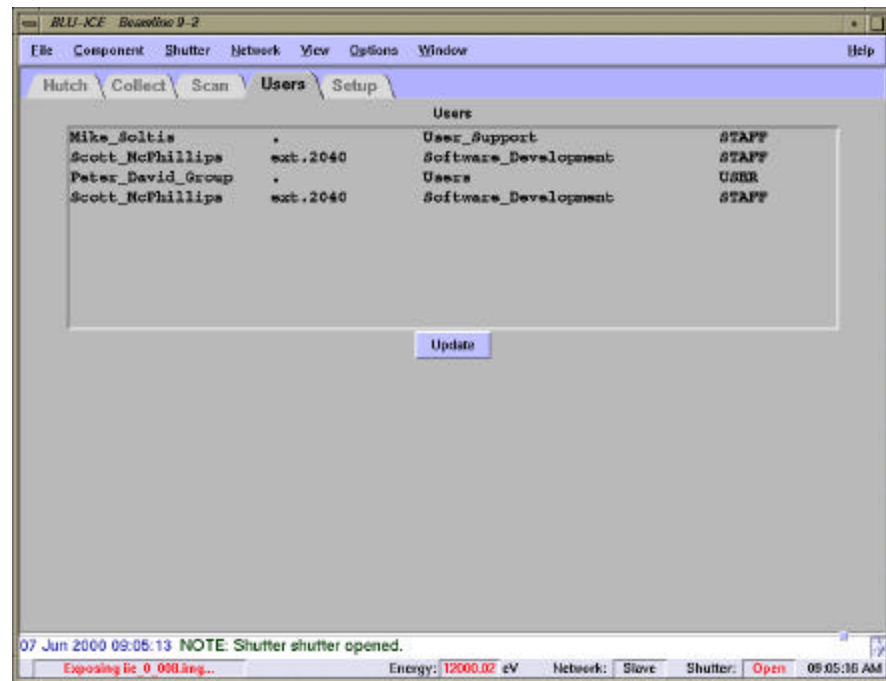 BLU-ICE Beamline 9-2
File Component Shutter Network View Options Window Help
Hutch Collect Scan Users Setup
Users
Mike_Soltis . User_Support STAFF
Scott_McPhillips ext.2040 Software_Development STAFF
Peter_David_Group . Users USER
Scott_McPhillips ext.2040 Software_Development STAFF
Update
07 Jun 2000 09:05:13 NOTE: Shutter shutter opened.
Exposing Energy: 12000.02 eV Network: Slave Shutter: Open 09:05:16 AM